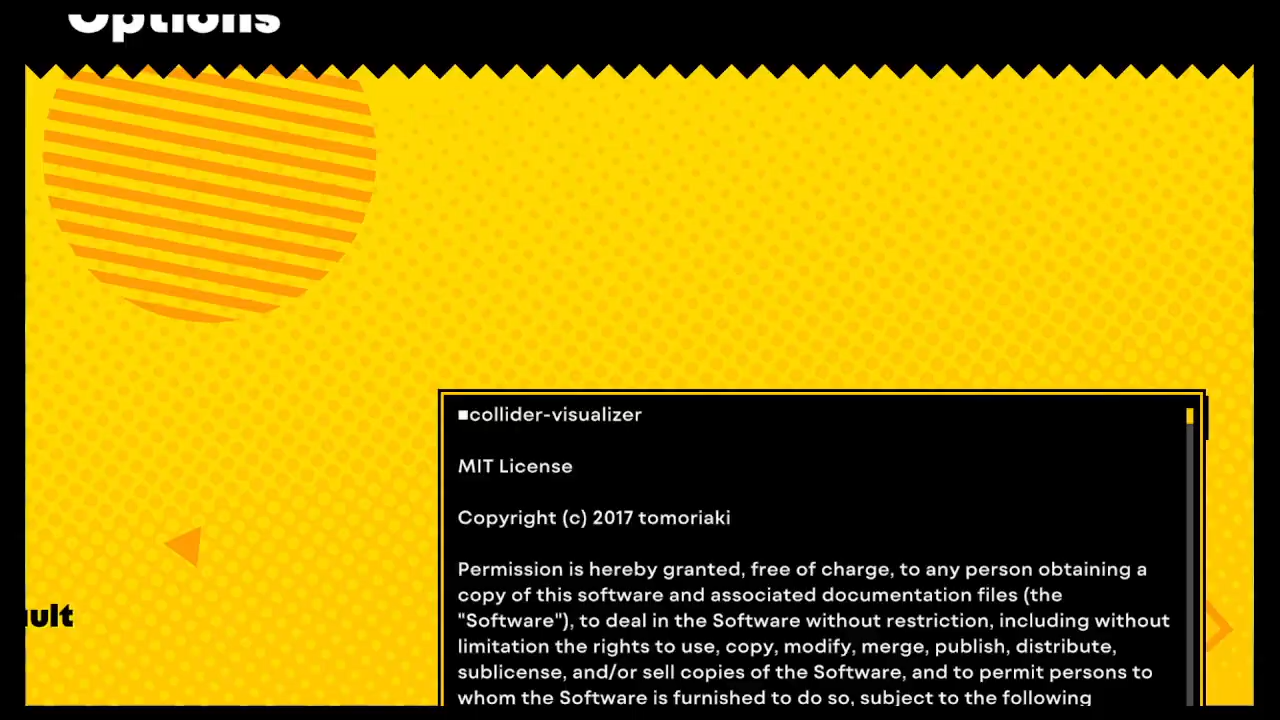 Options
■collider-visualizer
MIT License
Copyright (c) 2017 tomoriaki
Permission is hereby granted, free of charge, to any person obtaining a
copy of this software and associated documentation files (the
"Software"), to deal in the Software without restriction, including without
limitation the rights to use, copy, modify, merge, publish, distribute,
sublicense, and/or sell copies of the Software, and to permit persons to
whom the Software is furnished to do so, subject to the following